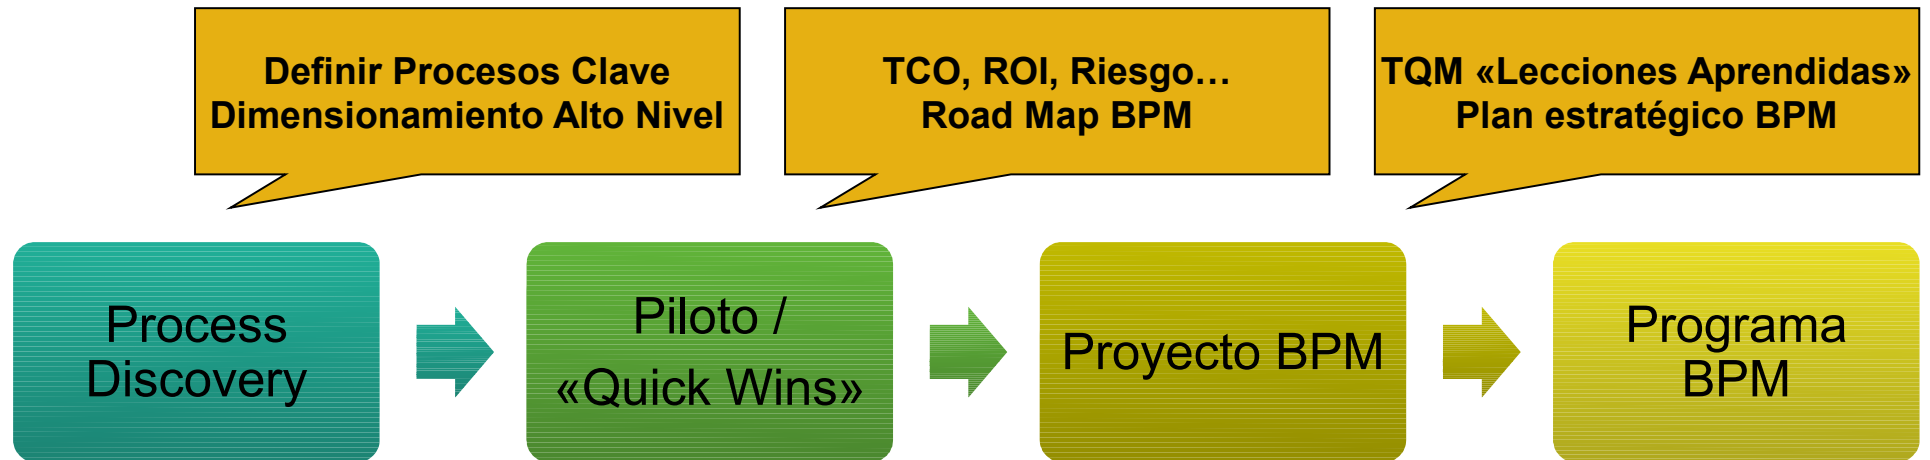 Definir Procesos Clave
Dimensionamiento Alto Nivel
TCO, ROI, Riesgo…
Road Map BPM
TQM «Lecciones Aprendidas»
Plan estratégico BPM
Process
Discovery
Piloto /
«Quick Wins»
Proyecto BPM
Programa
BPM